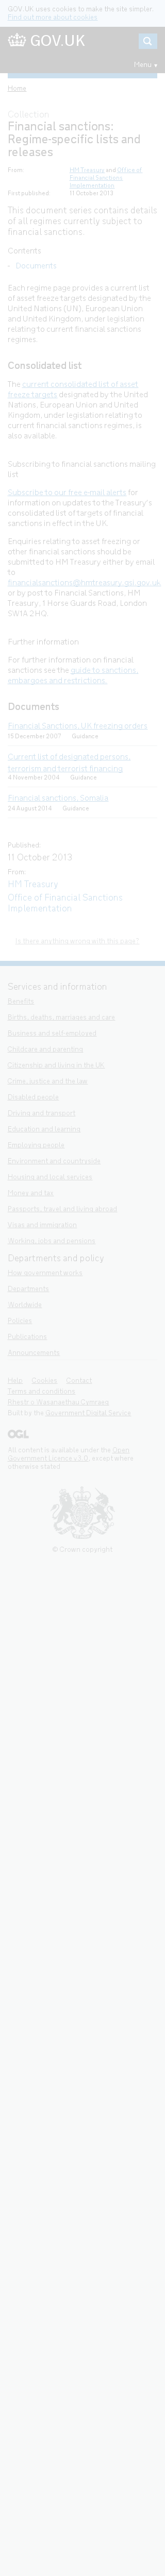 GOV.UK uses cookies to make the site simpler.
Find out more about cookies
GOV.UK
Menu
Home
Collection
Financial sanctions:
Regime-specific lists and
releases
From:
HM Treasury and Office of
Financial Sanctions
Implementation
First published:
11 October 2013
This document series contains details
of all regimes currently subject to
financial sanctions.
Contents
- Documents
Each regime page provides a current list
of asset freeze targets designated by the
United Nations (UN), European Union and
United Kingdom, under legislation
relating to current financial sanctions
regimes.
Consolidated list
The current consolidated list of asset
freeze targets designated by the United
Nations, European Union and United
Kingdom, under legislation relating to
current financial sanctions regimes, is
also available.
Subscribing to financial sanctions mailing
list
Subscribe to our free e-mail alerts for
information on updates to the Treasury's
consolidated list of targets of financial
sanctions in effect in the UK.
Enquiries relating to asset freezing or
other financial sanctions should be
submitted to HM Treasury either by email
to
financialsanctions@hmtreasury.gsi.gov.uk
or by post to Financial Sanctions, HM
Treasury, 1 Horse Guards Road, London
SW1A 2HQ.
Further information
For further information on financial
sanctions see the guide to sanctions,
embargoes and restrictions.
Documents
Financial Sanctions: UK freezing orders
18 December 2007 Guidance
Current list of designated persons,
terrorism and terrorist financing
4 November 2004 Guidance
Financial sanctions, Somalia
24 August 2014 Guidance
Published:
11 October 2013
From:
HM Treasury
Office of Financial Sanctions
Implementation
Is there anything wrong with this page?
Services and information
Benefits
Births, deaths, marriages and care
Business and self-employed
Childcare and parenting
Citizenship and living in the UK
Crime, justice and the law
Disabled people
Driving and transport
Education and learning
Employing people
Environment and countryside
Housing and local services
Money and tax
Passports, travel and living abroad
Visas and immigration
Working, jobs and pensions
Departments and policy
How government works
Departments
Worldwide
Policies
Publications
Announcements
Help Cookies Contact
Terms and conditions
Rhestr o Wasanaethau Cymraeg
Built by the Government Digital Service
OGL
All content is available under the Open
Government Licence v3.0, except where
otherwise stated
© Crown copyright